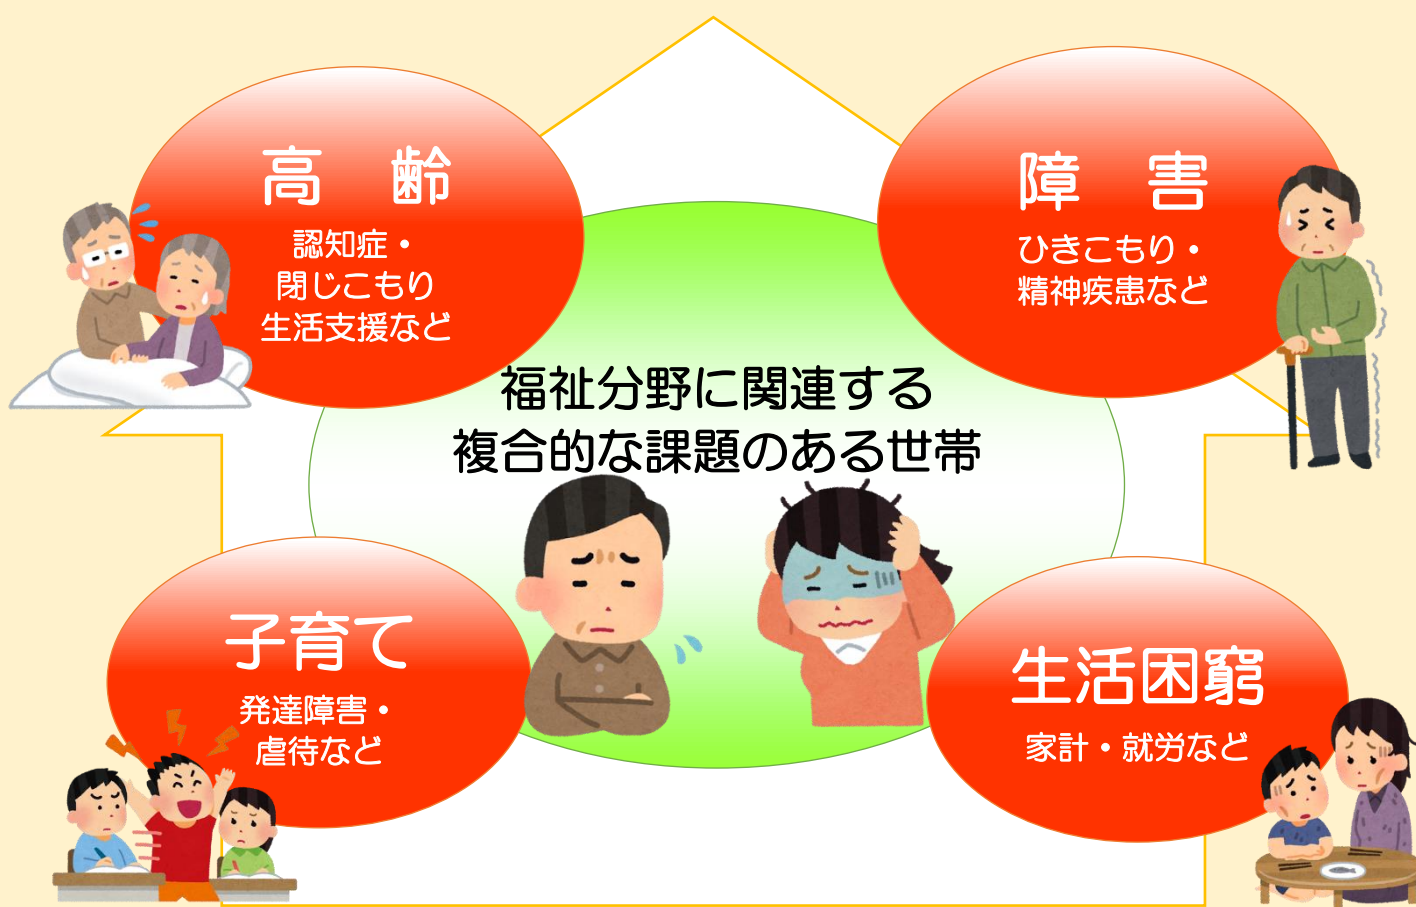 高　齢
認知症・
閉じこもり
生活支援など
障　害
ひきこもり・
精神疾患など
福祉分野に関連する
複合的な課題のある世帯
子育て
発達障害・
虐待など
生活困窮
家計・就労など